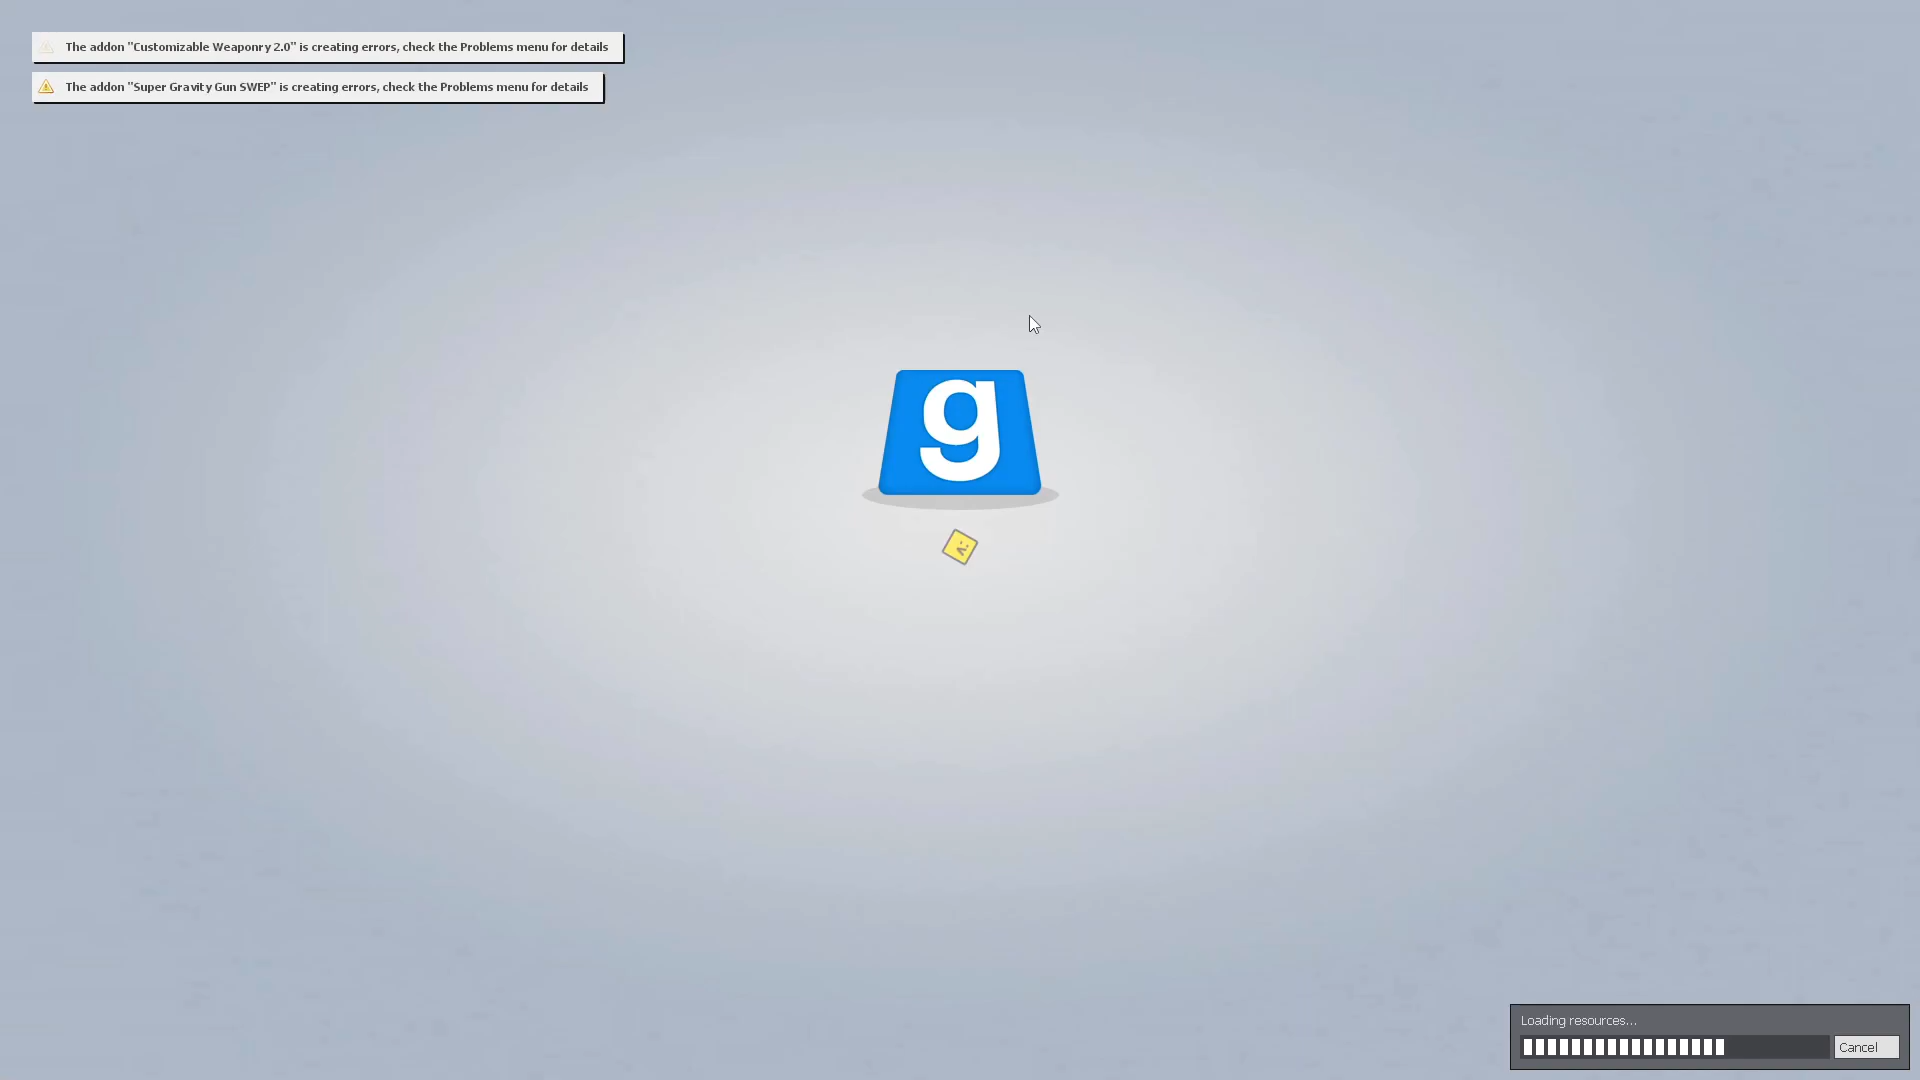 The addon "Customizable Weaponry 2.0" is creating errors, check the Problems menu for details
The addon "Super Gravity Gun SWEP" is creating errors, check the Problems menu for details
g
Loading resources...
Cancel